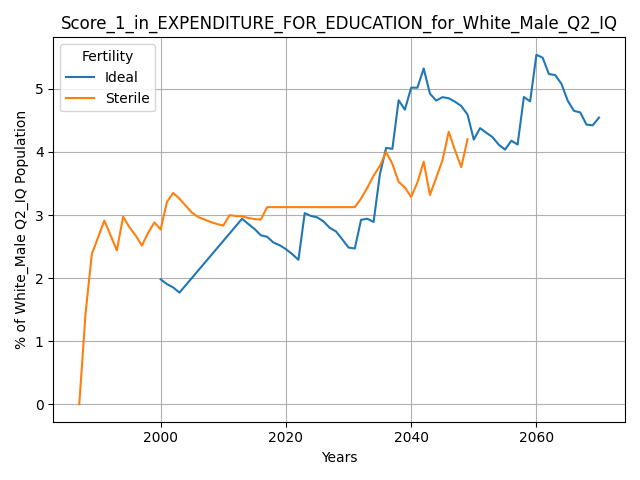 Score_1_in_EXPENDITURE_FOR_EDUCATION_for_White_Male_Q2_IQ
Fertility
Ideal
Sterile
% of White_Male Q2_IQ Population
5
4
3
2
1
0
2000 2020 2040 2060
Years